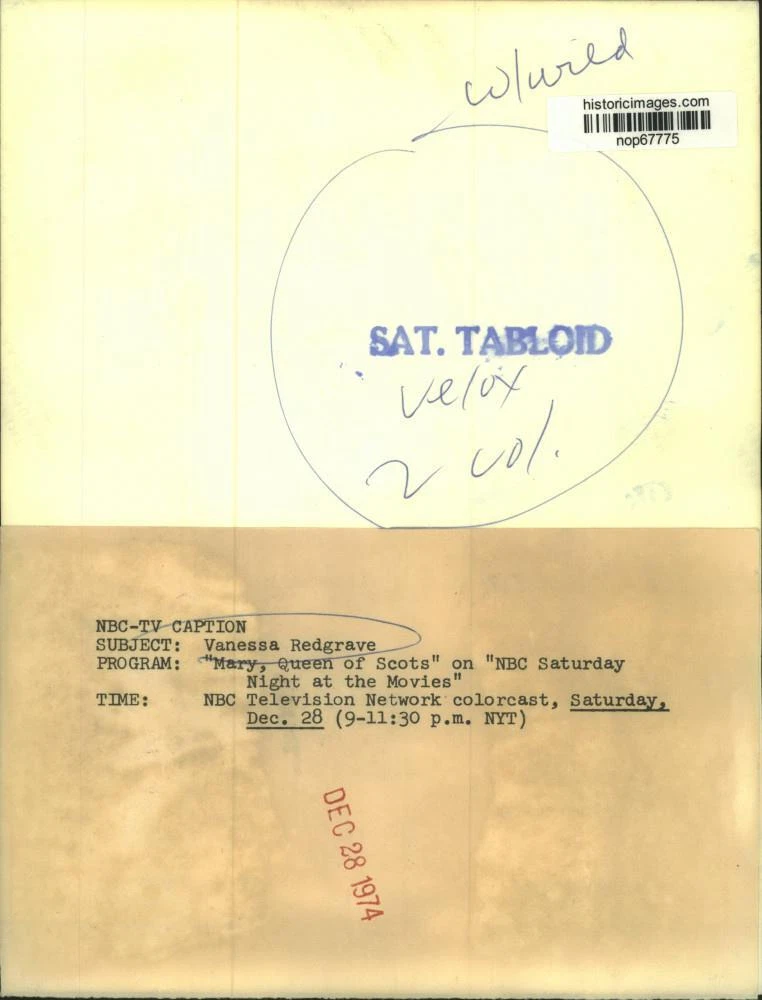 historicimages.com
nop67775
SAT. TABLOID
velox
2 col.
NBC-TV CAPTION
SUBJECT: Vanessa Redgrave
PROGRAM: "Mary, Queen of Scots" on "NBC Saturday
Night at the Movies"
TIME: NBC Television Network colorcast, Saturday,
Dec. 28 (9-11:30 p.m. NYT)
DEC 28 1974